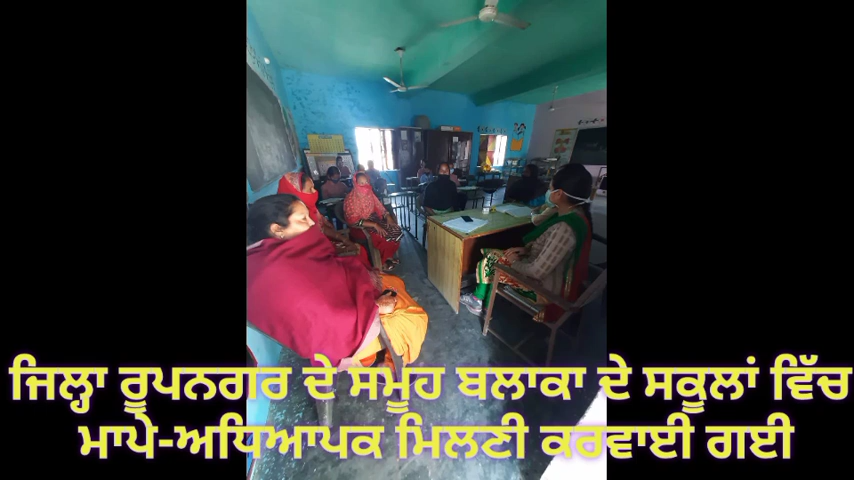 ਜਿਲ੍ਹਾ ਰੂਪਨਗਰ ਦੇ ਸਮੂਹ ਬਲਾਕਾ ਦੇ ਸਕੂਲਾਂ ਵਿੱਚ
ਮਾਪੇ-ਅਧਿਆਪਕ ਮਿਲਣੀ ਕਰਵਾਈ ਗਈ